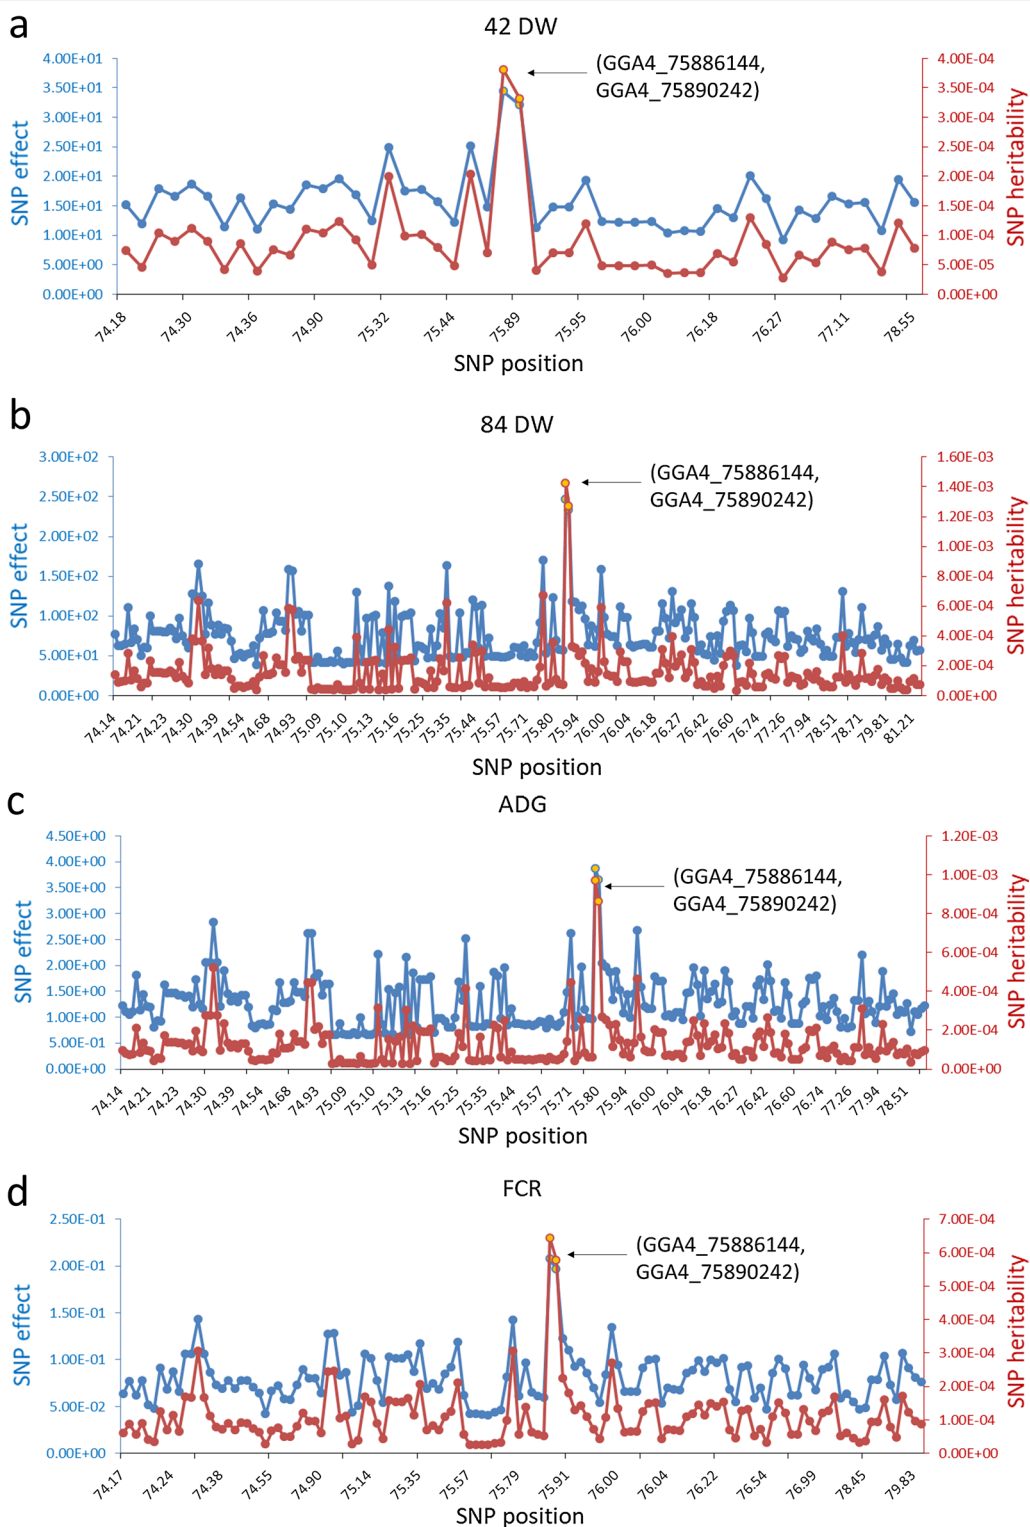 a
42 DW
4.00E+01
3.50E+01
3.00E+01
2.50E+01
2.00E+01
1.50E+01
1.00E+01
5.00E+00
0.00E+00
SNP effect
(GGA4_75886144,
GGA4_75890242)
4.00E-04
3.50E-04
3.00E-04
2.50E-04
2.00E-04
1.50E-04
1.00E-04
5.00E-05
0.00E+00
SNP heritability
74.18 74.30 74.36 74.90 75.32 75.44 75.89 75.95 76.00 76.18 76.27 77.11 78.55
SNP position
b
84 DW
3.00E+02
2.50E+02
2.00E+02
1.50E+02
1.00E+02
5.00E+01
0.00E+00
SNP effect
(GGA4_75886144,
GGA4_75890242)
1.60E-03
1.40E-03
1.20E-03
1.00E-03
8.00E-04
6.00E-04
4.00E-04
2.00E-04
0.00E+00
SNP heritability
74.14 74.21 74.23 74.30 74.39 74.54 74.68 74.93 75.09 75.10 75.13 75.16 75.25 75.35 75.44 75.57 75.71 75.80 75.94 76.00 76.04 76.18 76.27 76.42 76.60 76.74 77.26 77.94 78.51 78.71 79.81 81.21
SNP position
c
ADG
4.50E+00
4.00E+00
3.50E+00
3.00E+00
2.50E+00
2.00E+00
1.50E+00
1.00E+00
5.00E-01
0.00E+00
SNP effect
(GGA4_75886144,
GGA4_75890242)
1.20E-03
1.00E-03
8.00E-04
6.00E-04
4.00E-04
2.00E-04
0.00E+00
SNP heritability
74.14 74.21 74.23 74.30 74.39 74.54 74.68 74.93 75.09 75.10 75.13 75.16 75.25 75.35 75.44 75.57 75.71 75.80 75.94 76.00 76.04 76.18 76.27 76.42 76.60 76.74 77.26 77.94 78.51
SNP position
d
FCR
2.50E-01
2.00E-01
1.50E-01
1.00E-01
5.00E-02
0.00E+00
SNP effect
(GGA4_75886144,
GGA4_75890242)
7.00E-04
6.00E-04
5.00E-04
4.00E-04
3.00E-04
2.00E-04
1.00E-04
0.00E+00
SNP heritability
74.17 74.24 74.38 74.55 74.90 75.14 75.35 75.57 75.79 75.91 76.00 76.04 76.22 76.54 76.99 78.45 79.83
SNP position